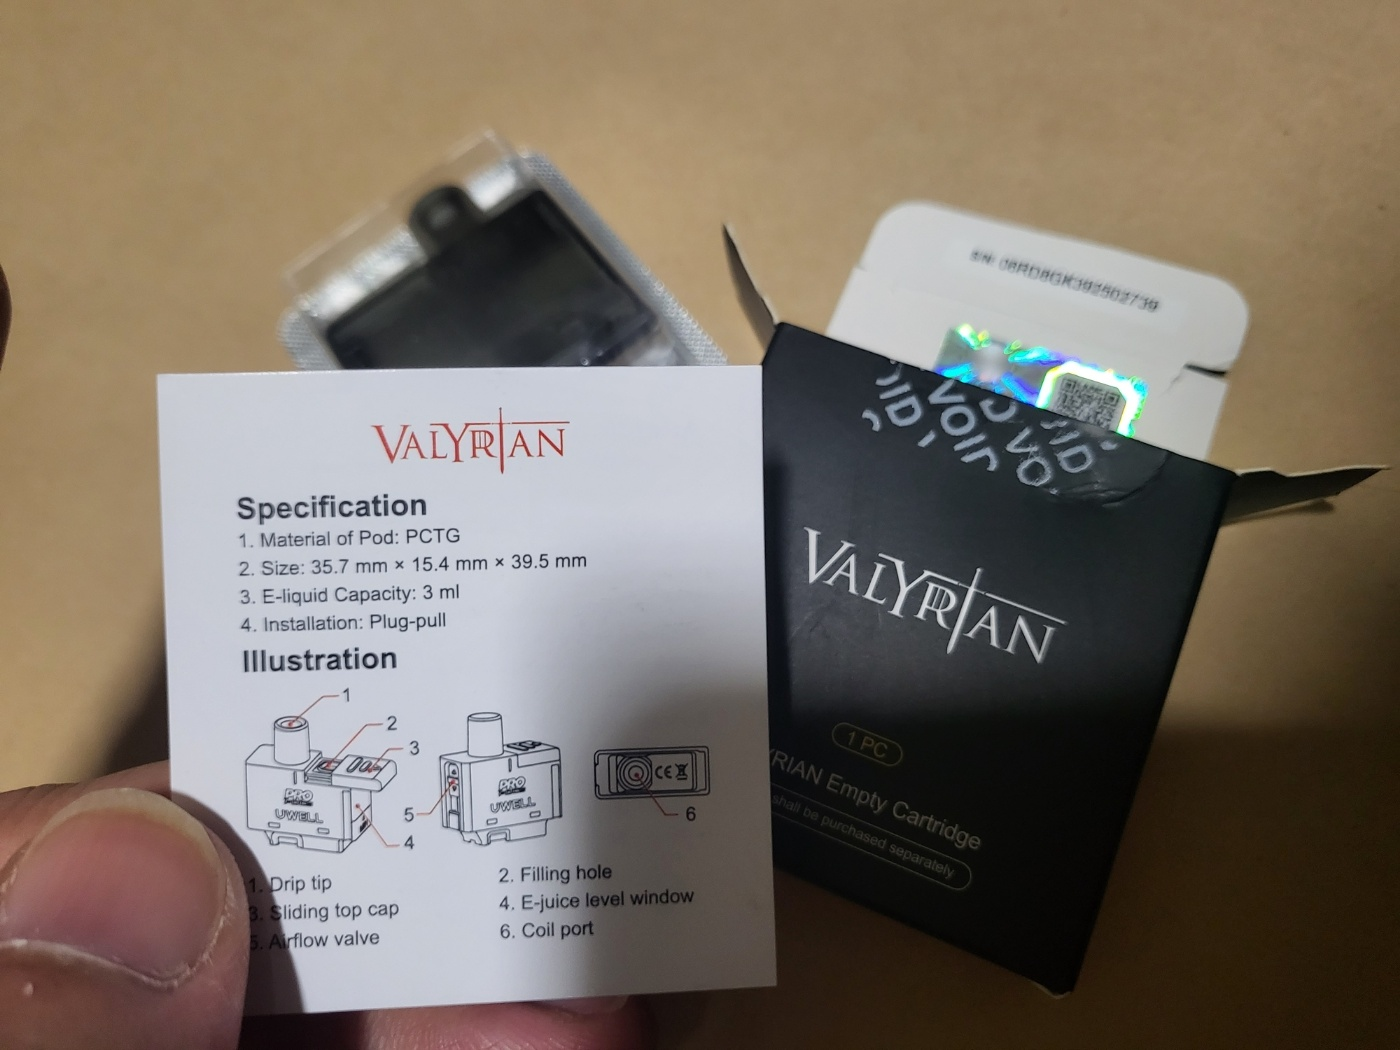 VALYRIAN
Specification
1. Material of Pod: PCTG
2. Size: 35.7 mm × 15.4 mm × 39.5 mm
3. E-liquid Capacity: 3 ml
4. Installation: Plug-pull
Illustration
1
2
3
PRO
UWELL
4
5
PRO
UWELL
CE
6
1. Drip tip
2. Filling hole
3. Sliding top cap
4. E-juice level window
5. Airflow valve
6. Coil port
S/N: 06RD8GK392502739
VOID
VALYRIAN
1 PC
RIAN Empty Cartridge
shall be purchased separately